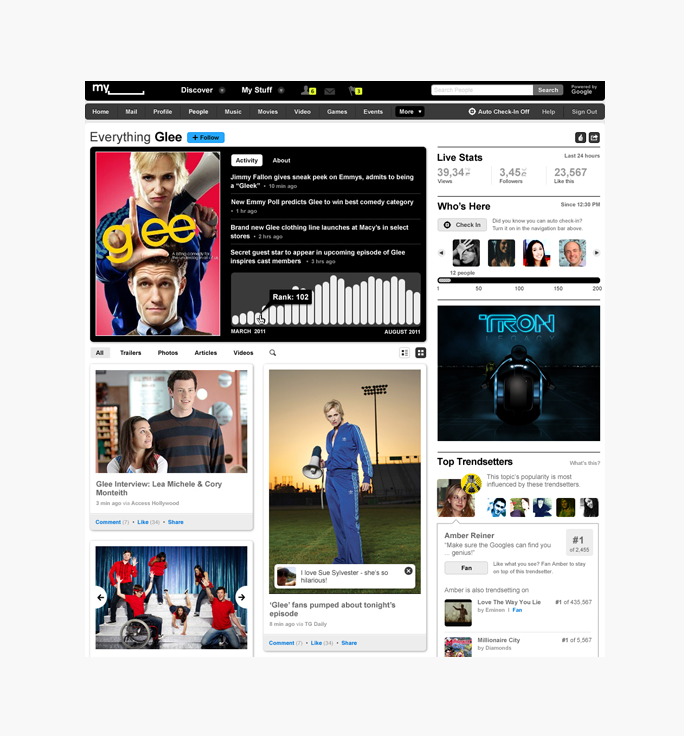 my
Discover
My Stuff
6
3
Search People
Search
Powered by
Google
Home
Mail
Profile
People
Music
Movies
Video
Games
Events
More
Auto Check-In Off
Help
Sign Out
Everything Glee
+ Follow
glee
A biting comedy for
Activity
About
Jimmy Fallon gives sneak peek on Emmys, admits to being
a “Gleek” • 10 min ago
New Emmy Poll predicts Glee to win best comedy category
• 1 hr ago
Brand new Glee clothing line launches at Macy's in select
stores • 2 hrs ago
Secret guest star to appear in upcoming episode of Glee
inspires cast members • 3 hrs ago
Rank: 102
MARCH 2011
AUGUST 2011
Live Stats
Last 24 hours
39,34
3,45
23,567
Views
Followers
Like this
Who's Here
Since 12:30 PM
Check In
Did you know you can auto check-in?
Turn it on in the navigation bar above.
12 people
1
50
100
150
200
TRON
LEGACY
All
Trailers
Photos
Articles
Videos
Glee Interview: Lea Michele & Cory
Monteith
3 min ago via Access Hollywood
Comment (7) • Like (34) • Share
I love Sue Sylvester - she's so
hilarious!
‘Glee’ fans pumped about tonight's
episode
8 min ago via TG Daily
Comment (7) • Like (34) • Share
Top Trendsetters
What's this?
This topic's popularity is most
influenced by these trendsetters.
Amber Reiner
“Make sure the Googles can find you
... genius!”
#1
of 2,455
Fan
Like what you see? Fan Amber to stay
on top of this trendsetter.
Amber is also trendsetting on
Love The Way You Lie
#1 of 435,567
by Eminen | Fan
Millionaire City
#1 of 5,567
by Diamonds